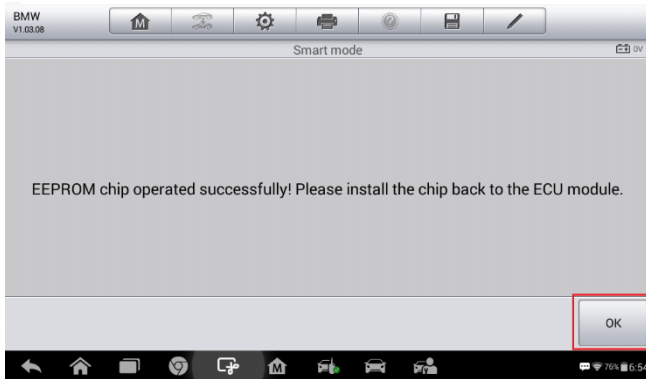 BMW
V1.03.08
Smart mode
0V
EEPROM chip operated successfully! Please install the chip back to the ECU module.
OK
76% 6:54